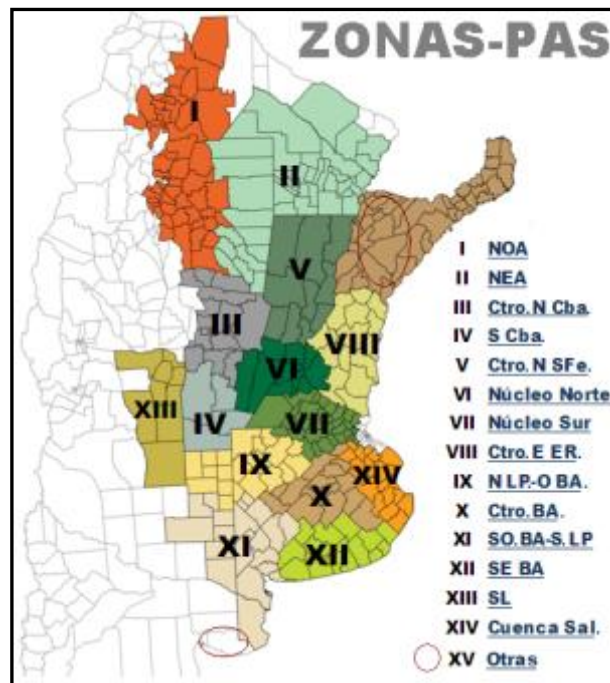 ZONAS-PAS
I
II
V
III
VIII
VI
XIII
IV
VII
IX
XIV
X
XI
XII
I NOA
II NEA
III Ctro.N Cba.
IV S Cba.
V Ctro.N SFe.
VI Núcleo Norte
VII Núcleo Sur
VIII Ctro.E ER.
IX N LP.-O BA.
X Ctro.BA.
XI SO.BA-S.LP
XII SE BA
XIII SL
XIV Cuenca Sal.
XV Otras